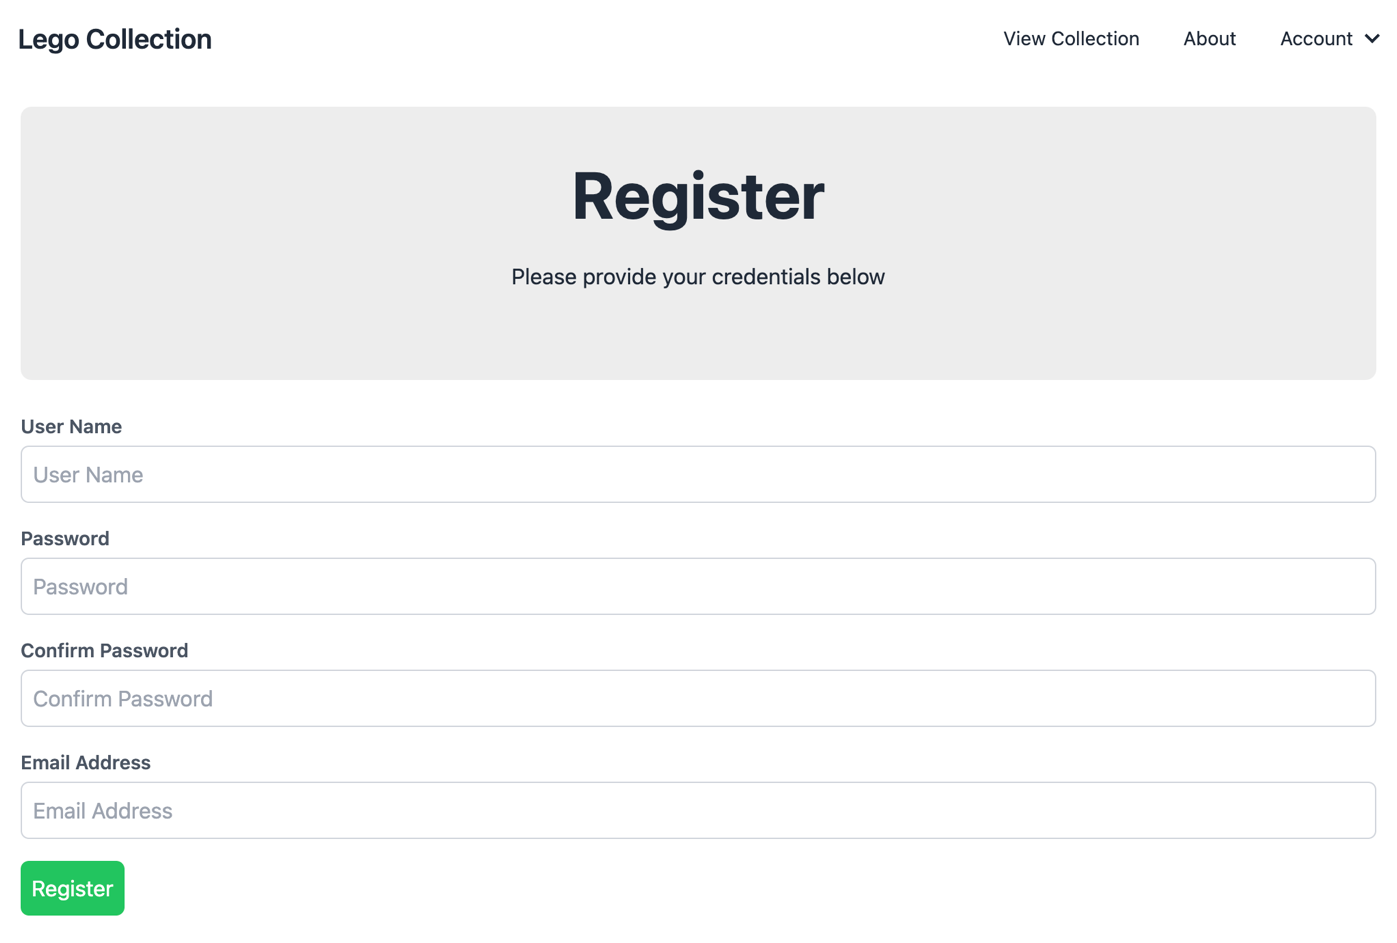 Lego Collection
View Collection
About
Account
Register
Please provide your credentials below
User Name
User Name
Password
Password
Confirm Password
Confirm Password
Email Address
Email Address
Register